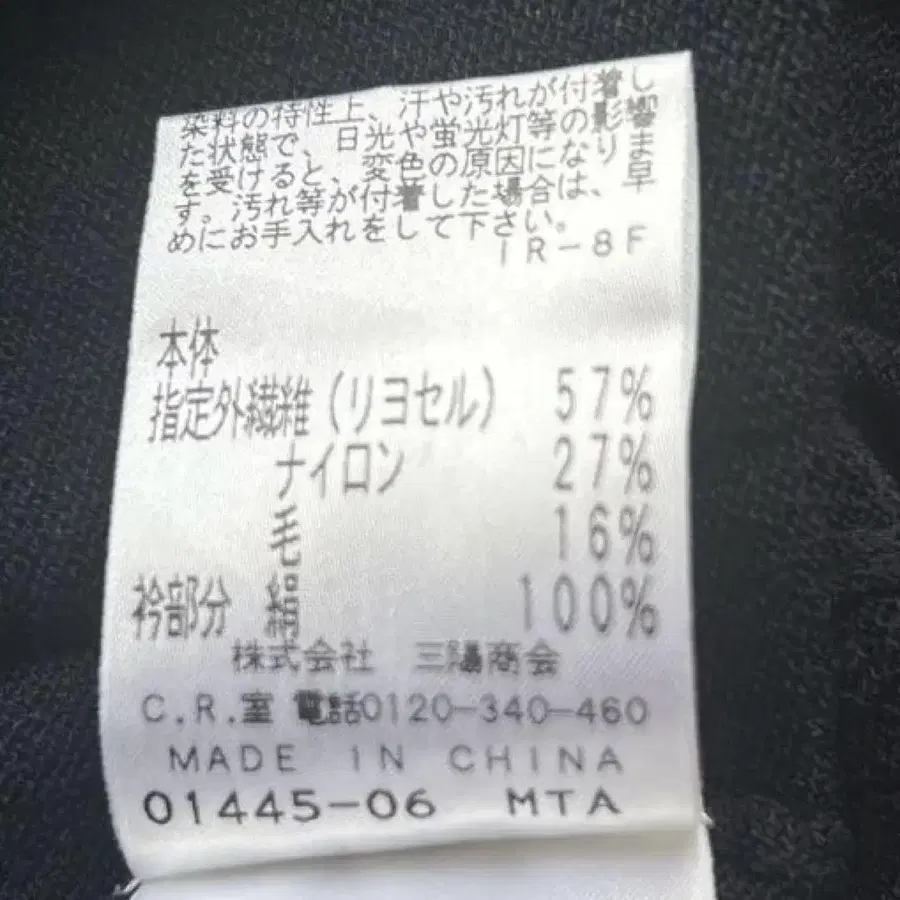 染料の特性上、汗や汚れが付着し
た状態で、日光や蛍光灯等の影響
を受けると、変色の原因になりま
す。汚れ等が付着した場合は、早
めにお手入れをして下さい。
IR-8F
本体
指定外繊維(リヨセル) 57%
ナイロン 27%
毛 16%
衿部分 絹 100%
株式会社 三陽商会
C.R.室 電話0120-340-460
MADE IN CHINA
01445-06 MTA